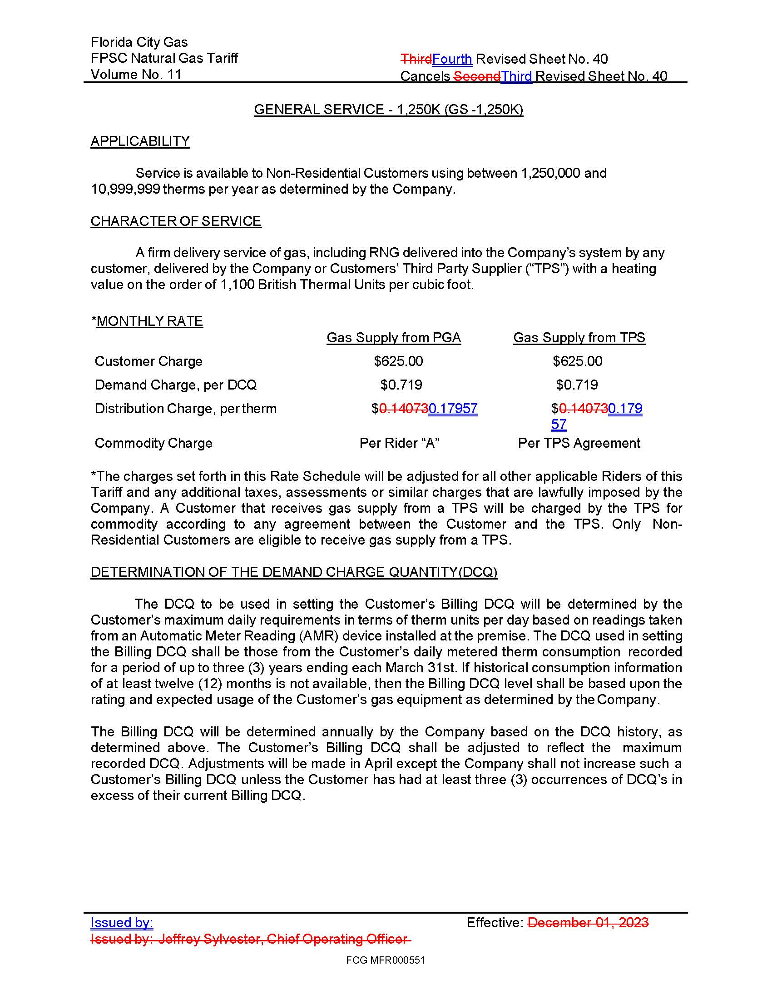 Florida City Gas
FPSC Natural Gas Tariff
ThirdFourth Revised Sheet No. 40
Volume No. 11
Cancels SecondThird Revised Sheet No. 40
GENERAL SERVICE - 1,250K (GS -1,250K)
APPLICABILITY
Service is available to Non-Residential Customers using between 1,250,000 and
10,999,999 therms per year as determined by the Company.
CHARACTER OF SERVICE
A firm delivery service of gas, including RNG delivered into the Company’s system by any
customer, delivered by the Company or Customers’ Third Party Supplier (“TPS”) with a heating
value on the order of 1,100 British Thermal Units per cubic foot.
*MONTHLY RATE
Gas Supply from PGA Gas Supply from TPS
Customer Charge $625.00 $625.00
Demand Charge, per DCQ $0.719 $0.719
Distribution Charge, per therm $0.140730.17957 $0.140730.179
57
Commodity Charge Per Rider “A” Per TPS Agreement
*The charges set forth in this Rate Schedule will be adjusted for all other applicable Riders of this
Tariff and any additional taxes, assessments or similar charges that are lawfully imposed by the
Company. A Customer that receives gas supply from a TPS will be charged by the TPS for
commodity according to any agreement between the Customer and the TPS. Only Non-
Residential Customers are eligible to receive gas supply from a TPS.
DETERMINATION OF THE DEMAND CHARGE QUANTITY(DCQ)
The DCQ to be used in setting the Customer’s Billing DCQ will be determined by the
Customer’s maximum daily requirements in terms of therm units per day based on readings taken
from an Automatic Meter Reading (AMR) device installed at the premise. The DCQ used in setting
the Billing DCQ shall be those from the Customer’s daily metered therm consumption recorded
for a period of up to three (3) years ending each March 31st. If historical consumption information
of at least twelve (12) months is not available, then the Billing DCQ level shall be based upon the
rating and expected usage of the Customer’s gas equipment as determined by the Company.
The Billing DCQ will be determined annually by the Company based on the DCQ history, as
determined above. The Customer’s Billing DCQ shall be adjusted to reflect the maximum
recorded DCQ. Adjustments will be made in April except the Company shall not increase such a
Customer’s Billing DCQ unless the Customer has had at least three (3) occurrences of DCQ’s in
excess of their current Billing DCQ.
Issued by: Effective: December 01, 2023
Issued by: Jeffrey Sylvester, Chief Operating Officer
FCG MFR000551